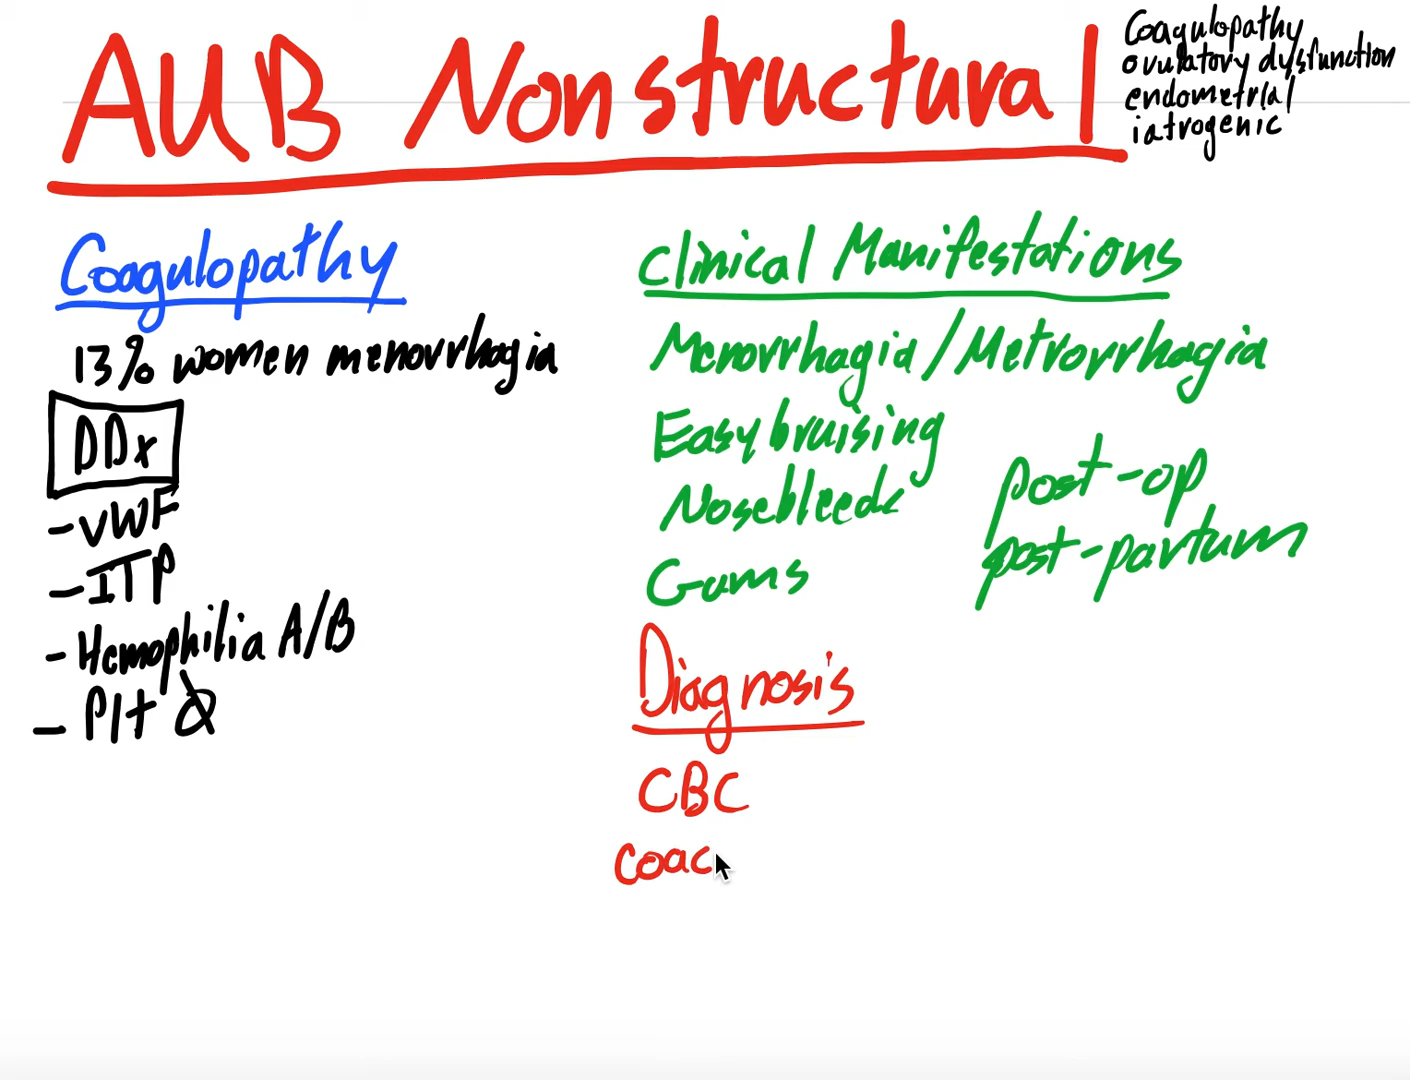 AUB Nonstructural
Coagulopathy
ovulatory dysfunction
endometrial
iatrogenic
Coagulopathy
13% women menorrhagia
DDx
- vWF
- ITP
- Hemophilia A/B
- Plt
Clinical Manifestations
Menorrhagia/Metrorrhagia
Easy bruising
Nosebleeds
Gums
post-op
post-partum
Diagnosis
CBC
coac